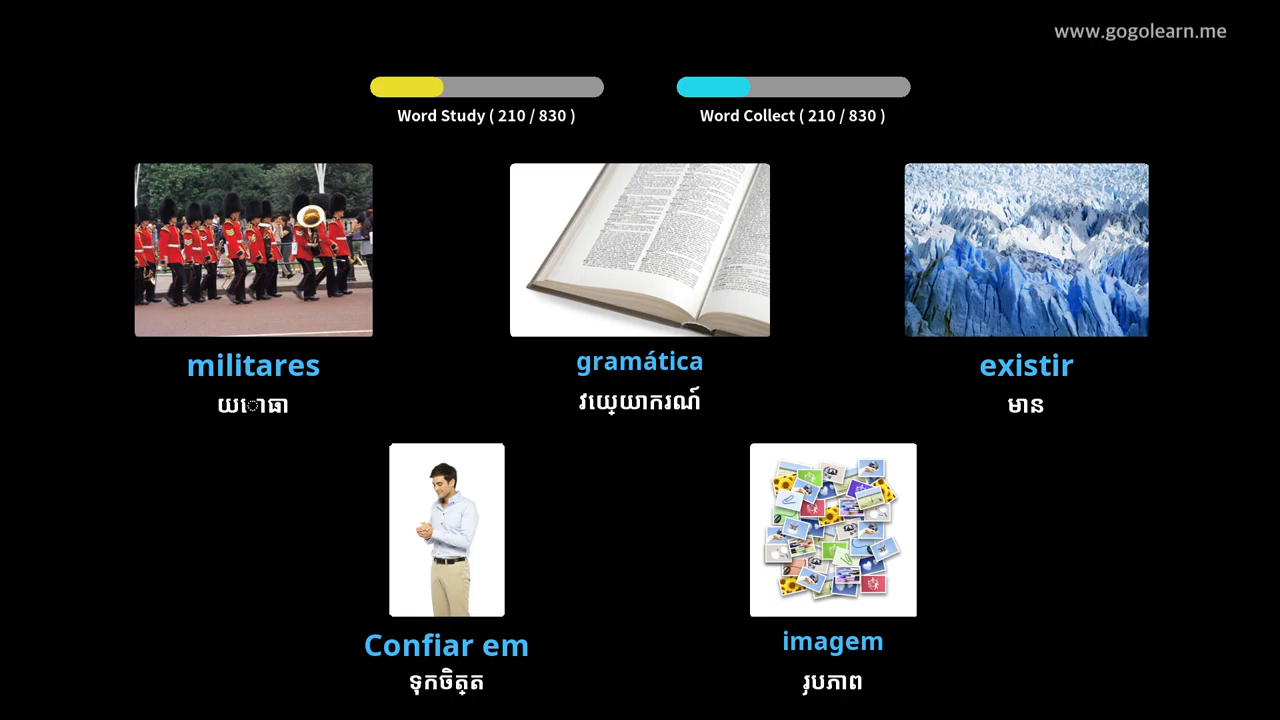 www.gogolearn.me
Word Study ( 210 / 830 )
Word Collect ( 210 / 830 )
militares
យោធា
gramática
វេយ្យាករណ៍
existir
មាន
Confiar em
ទុកចិត្ត
imagem
រូបភាព